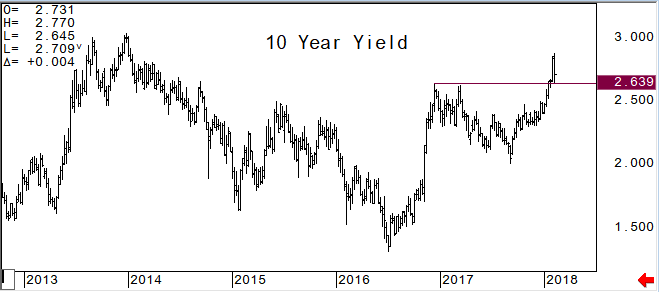 O= 2.731
H= 2.770
L= 2.645
L= 2.709v
Δ= +0.004
10 Year Yield
3.000
2.639
2.500
2.000
1.500
2013 2014 2015 2016 2017 2018